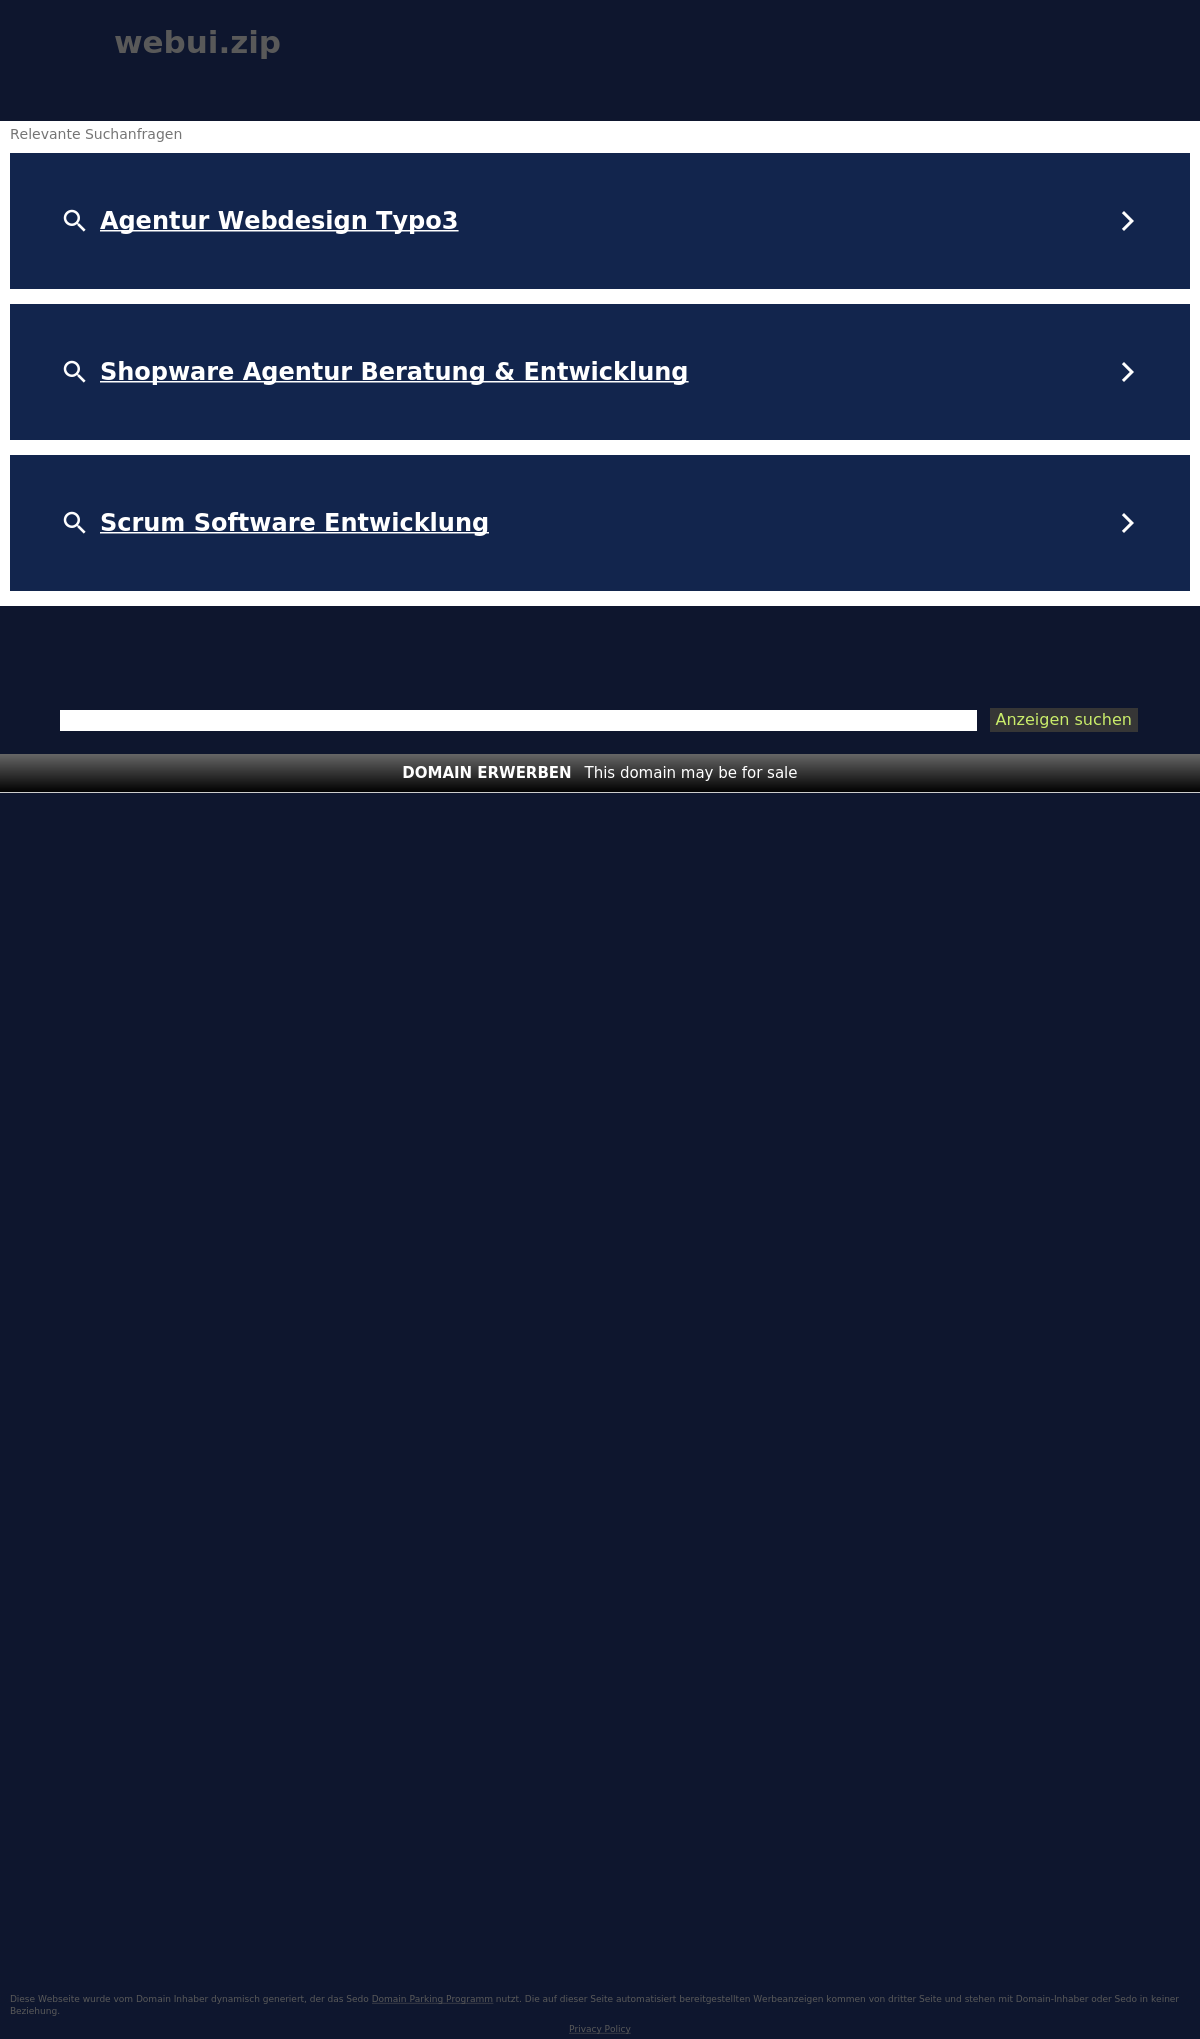 webui.zip
Relevante Suchanfragen
Agentur Webdesign Typo3
Shopware Agentur Beratung & Entwicklung
Scrum Software Entwicklung
Anzeigen suchen
DOMAIN ERWERBEN This domain may be for sale
Diese Webseite wurde vom Domain Inhaber dynamisch generiert, der das Sedo Domain Parking Programm nutzt. Die auf dieser Seite automatisiert bereitgestellten Werbeanzeigen kommen von dritter Seite und stehen mit Domain-Inhaber oder Sedo in keiner
Beziehung.
Privacy Policy